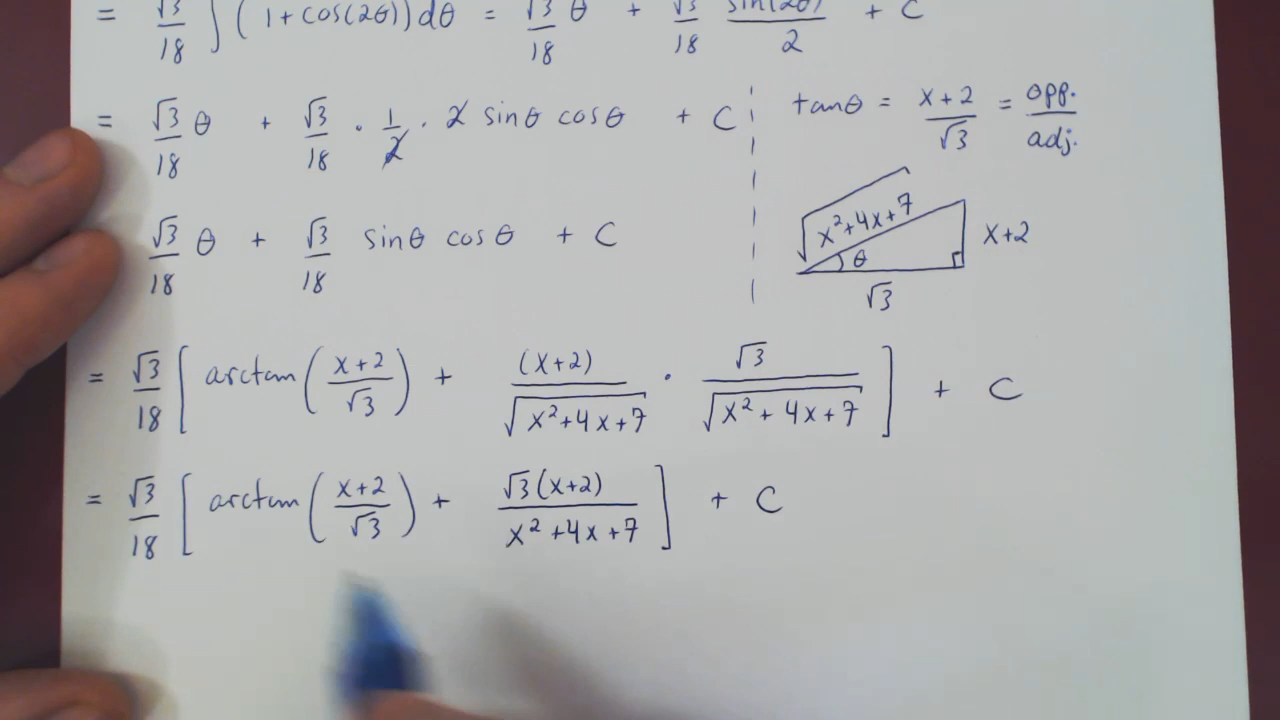 = √3/18 ∫ (1+cos(2θ))dθ = √3/18 θ + √3/18 sin(2θ)/2 + C
= √3/18 θ + √3/18 · 1/2 · 2 sinθ cosθ + C
tanθ = x+2/√3 = opp./adj.
√3/18 θ + √3/18 sinθ cosθ + C
√x²+4x+7
θ
x+2
√3
= √3/18 [ arctan(x+2/√3) + (x+2)/√x²+4x+7 · √3/√x²+4x+7 ] + C
= √3/18 [ arctan(x+2/√3) + √3(x+2)/x²+4x+7 ] + C